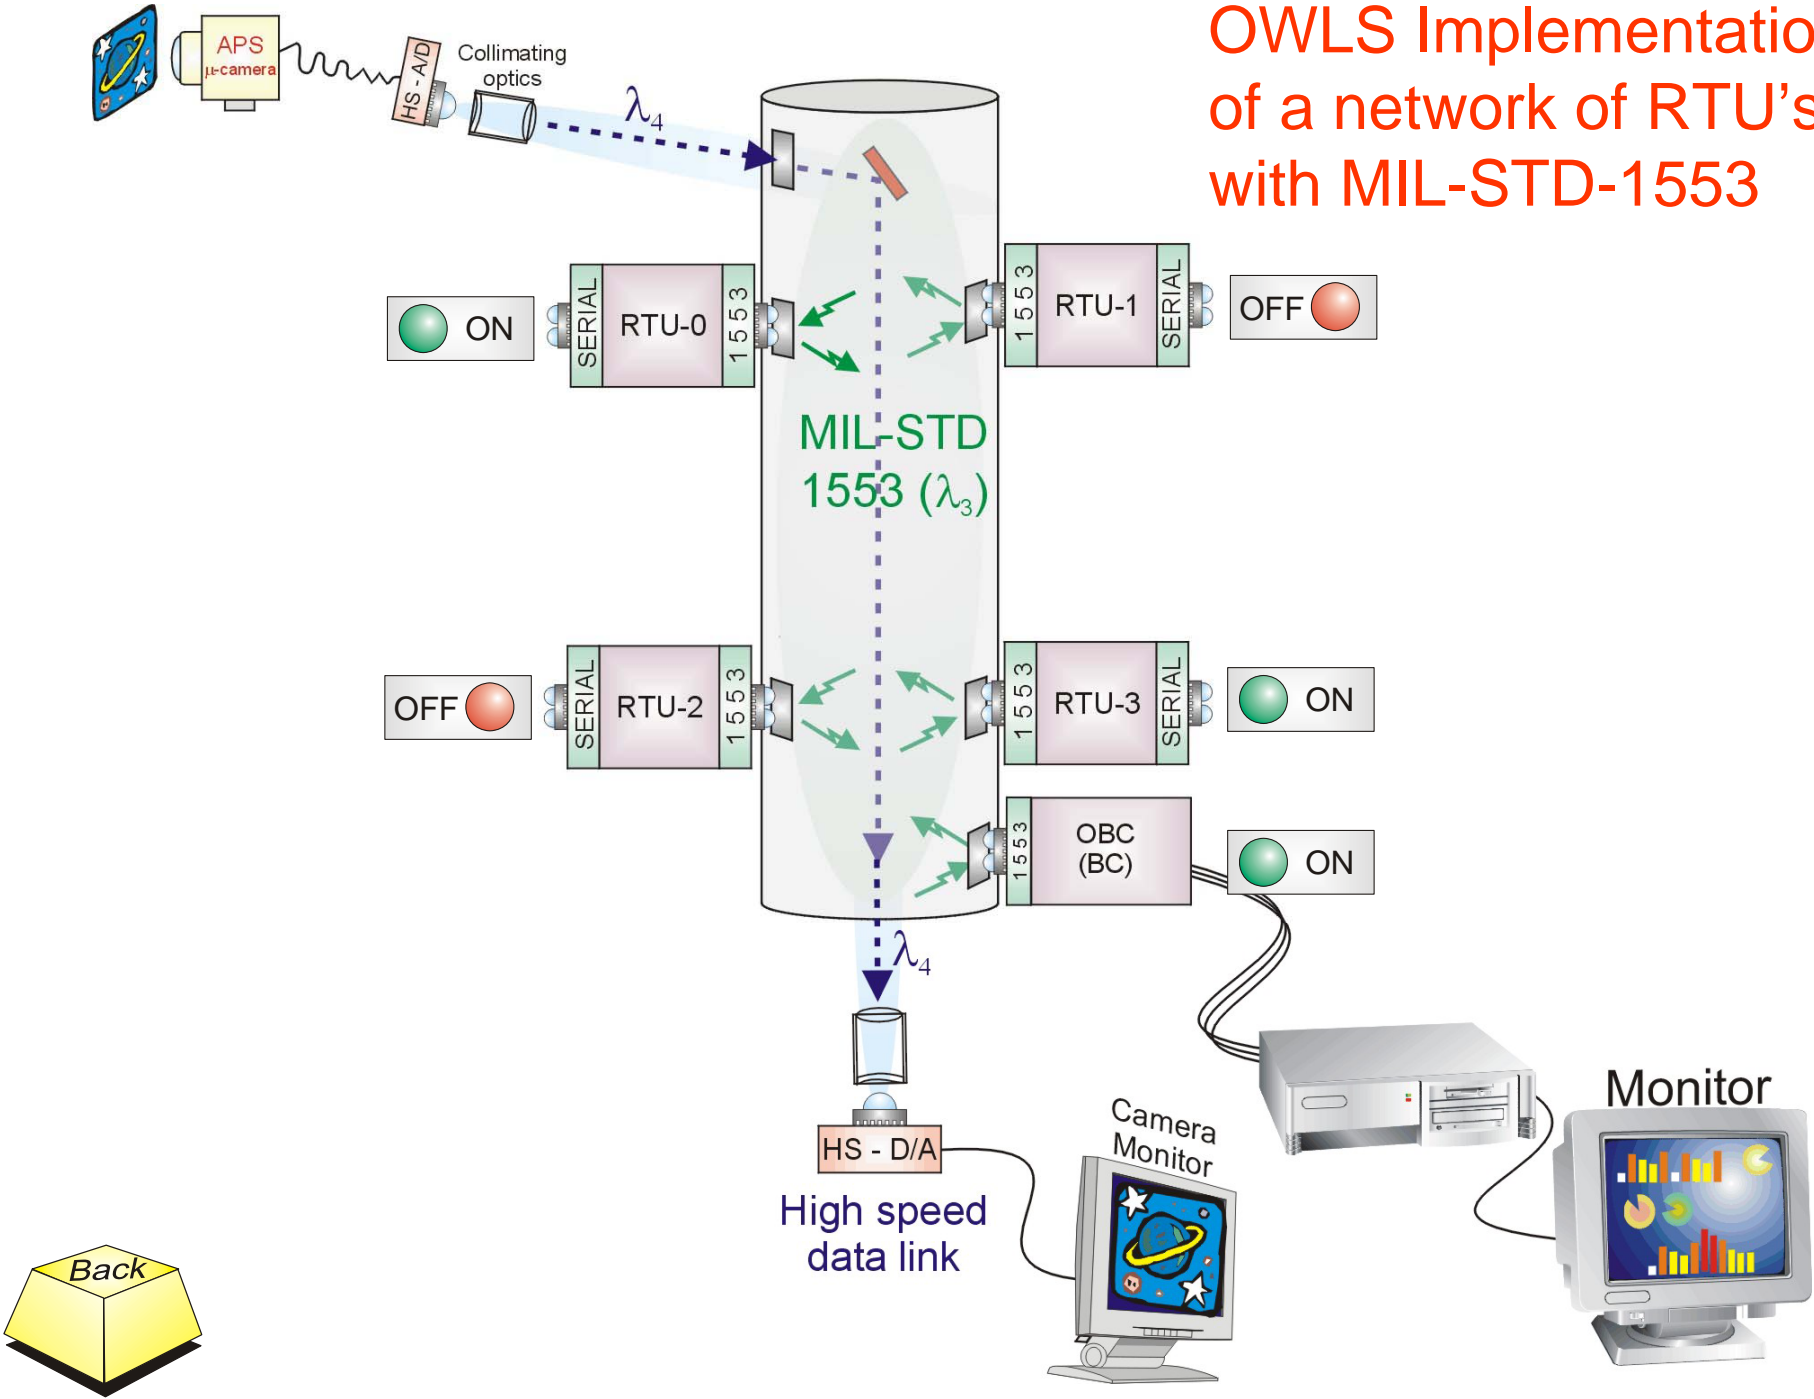 OWLS Implementatio
of a network of RTU's
with MIL-STD-1553
APS
μ-camera
HS - A/D
Collimating
optics
λ4
ON
SERIAL
RTU-0
1553
1553
RTU-1
SERIAL
OFF
MIL-STD
1553 (λ3)
OFF
SERIAL
RTU-2
1553
1553
RTU-3
SERIAL
ON
1553
OBC
(BC)
ON
λ4
HS - D/A
High speed
data link
Camera
Monitor
Monitor
Back